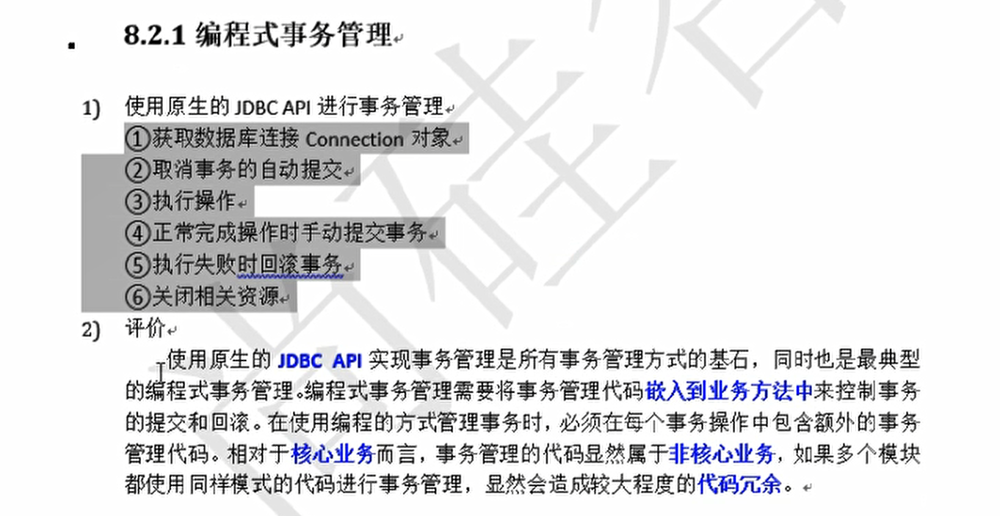 8.2.1 编程式事务管理
1) 使用原生的 JDBC API 进行事务管理
①获取数据库连接 Connection 对象
②取消事务的自动提交
③执行操作
④正常完成操作时手动提交事务
⑤执行失败时回滚事务
⑥关闭相关资源
2) 评价
使用原生的 JDBC API 实现事务管理是所有事务管理方式的基石，同时也是最典型
的编程式事务管理。编程式事务管理需要将事务管理代码嵌入到业务方法中来控制事务
的提交和回滚。在使用编程的方式管理事务时，必须在每个事务操作中包含额外的事务
管理代码。相对于核心业务而言，事务管理的代码显然属于非核心业务，如果多个模块
都使用同样模式的代码进行事务管理，显然会造成较大程度的代码冗余。